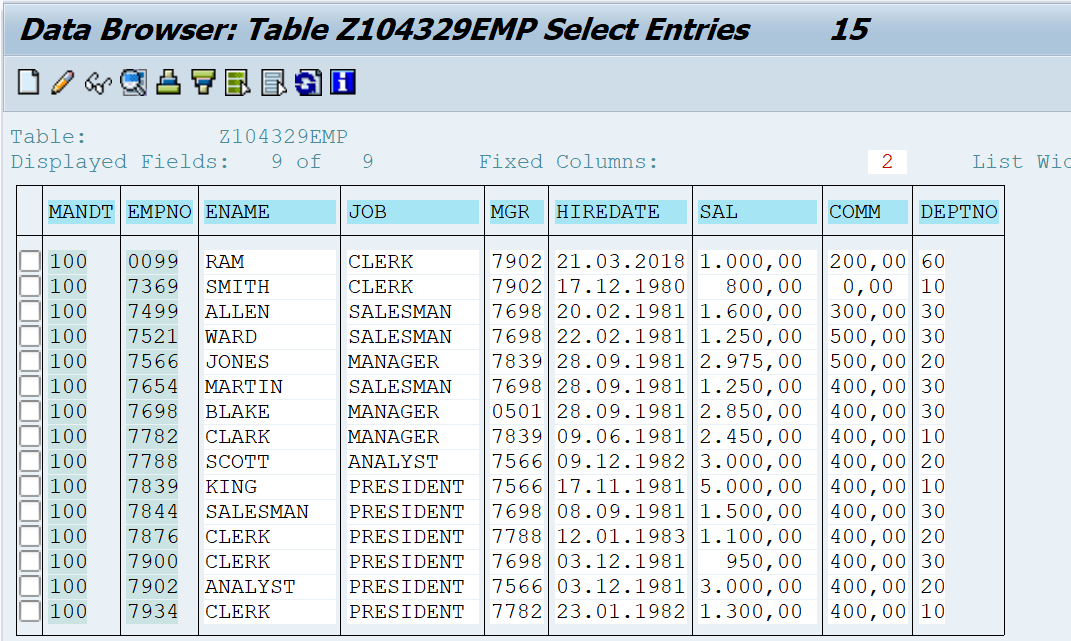 Data Browser: Table Z104329EMP Select Entries 15
Table: Z104329EMP
Displayed Fields: 9 of 9 Fixed Columns: 2 List
MANDT EMPNO ENAME JOB MGR HIREDATE SAL COMM DEPTNO
100 0099 RAM CLERK 7902 21.03.2018 1.000,00 200,00 60
100 7369 SMITH CLERK 7902 17.12.1980 800,00 0,00 10
100 7499 ALLEN SALESMAN 7698 20.02.1981 1.600,00 300,00 30
100 7521 WARD SALESMAN 7698 22.02.1981 1.250,00 500,00 30
100 7566 JONES MANAGER 7839 28.09.1981 2.975,00 500,00 20
100 7654 MARTIN SALESMAN 7698 28.09.1981 1.250,00 400,00 30
100 7698 BLAKE MANAGER 0501 28.09.1981 2.850,00 400,00 30
100 7782 CLARK MANAGER 7839 09.06.1981 2.450,00 400,00 10
100 7788 SCOTT ANALYST 7566 09.12.1982 3.000,00 400,00 20
100 7839 KING PRESIDENT 7566 17.11.1981 5.000,00 400,00 10
100 7844 SALESMAN PRESIDENT 7698 08.09.1981 1.500,00 400,00 30
100 7876 CLERK PRESIDENT 7788 12.01.1983 1.100,00 400,00 20
100 7900 CLERK PRESIDENT 7698 03.12.1981 950,00 400,00 30
100 7902 ANALYST PRESIDENT 7566 03.12.1981 3.000,00 400,00 20
100 7934 CLERK PRESIDENT 7782 23.01.1982 1.300,00 400,00 10